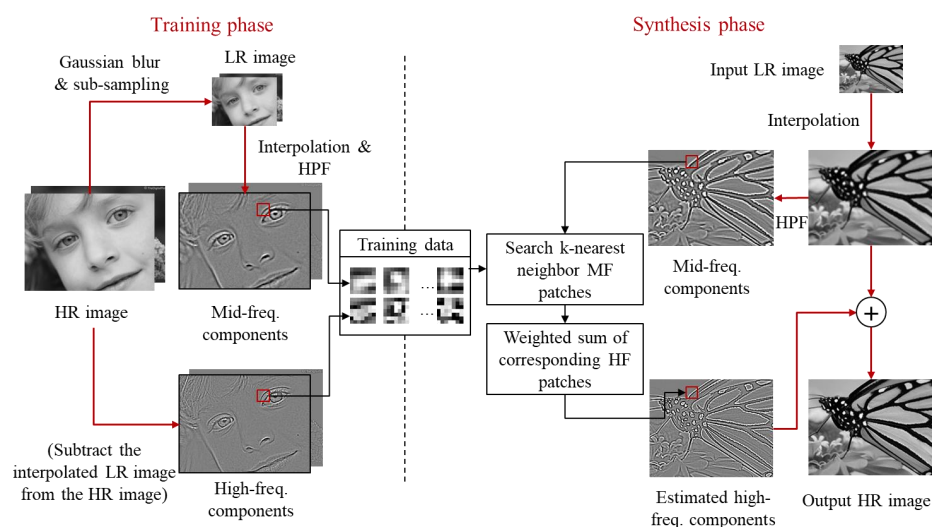 Training phase
Synthesis phase
Gaussian blur
& sub-sampling
LR image
Interpolation &
HPF
HR image
Mid-freq.
components
(Subtract the
interpolated LR image
from the HR image)
High-freq.
components
Training data
...
...
Input LR image
Interpolation
HPF
Mid-freq.
components
Search k-nearest
neighbor MF
patches
Weighted sum of
corresponding HF
patches
+
Estimated high-
freq. components
Output HR image